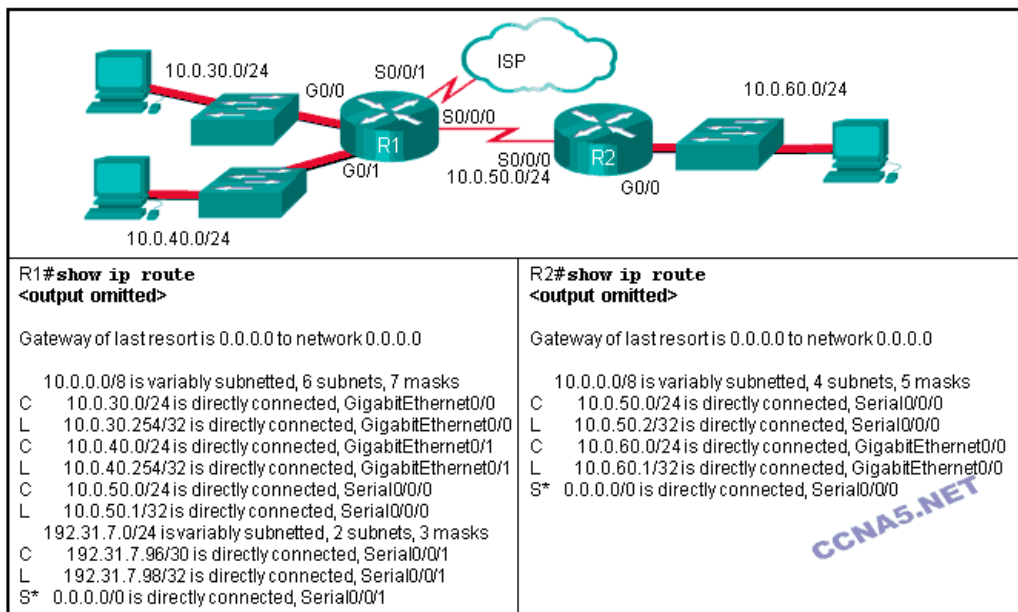 10.0.30.0/24
G0/0
S0/0/1
ISP
10.0.60.0/24
S0/0/0
R1
G0/1
S0/0/0
10.0.50.0/24
R2
G0/0
10.0.40.0/24
R1#show ip route
<output omitted>
Gateway of last resort is 0.0.0.0 to network 0.0.0.0
10.0.0.0/8 is variably subnetted, 6 subnets, 7 masks
C 10.0.30.0/24 is directly connected, GigabitEthernet0/0
L 10.0.30.254/32 is directly connected, GigabitEthernet0/0
C 10.0.40.0/24 is directly connected, GigabitEthernet0/1
L 10.0.40.254/32 is directly connected, GigabitEthernet0/1
C 10.0.50.0/24 is directly connected, Serial0/0/0
L 10.0.50.1/32 is directly connected, Serial0/0/0
192.31.7.0/24 is variably subnetted, 2 subnets, 3 masks
C 192.31.7.96/30 is directly connected, Serial0/0/1
L 192.31.7.98/32 is directly connected, Serial0/0/1
S* 0.0.0.0/0 is directly connected, Serial0/0/1
R2#show ip route
<output omitted>
Gateway of last resort is 0.0.0.0 to network 0.0.0.0
10.0.0.0/8 is variably subnetted, 4 subnets, 5 masks
C 10.0.50.0/24 is directly connected, Serial0/0/0
L 10.0.50.2/32 is directly connected, Serial0/0/0
C 10.0.60.0/24 is directly connected, GigabitEthernet0/0
L 10.0.60.1/32 is directly connected, GigabitEthernet0/0
S* 0.0.0.0/0 is directly connected, Serial0/0/0
CCNA5.NET